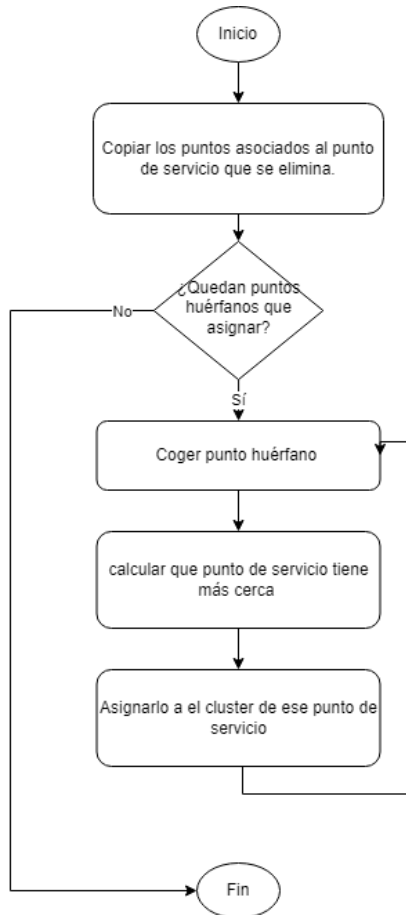 Inicio
Copiar los puntos asociados al punto
de servicio que se elimina.
¿Quedan puntos
huérfanos que
asignar?
No
Sí
Coger punto huérfano
calcular que punto de servicio tiene
más cerca
Asignarlo a el cluster de ese punto de
servicio
Fin